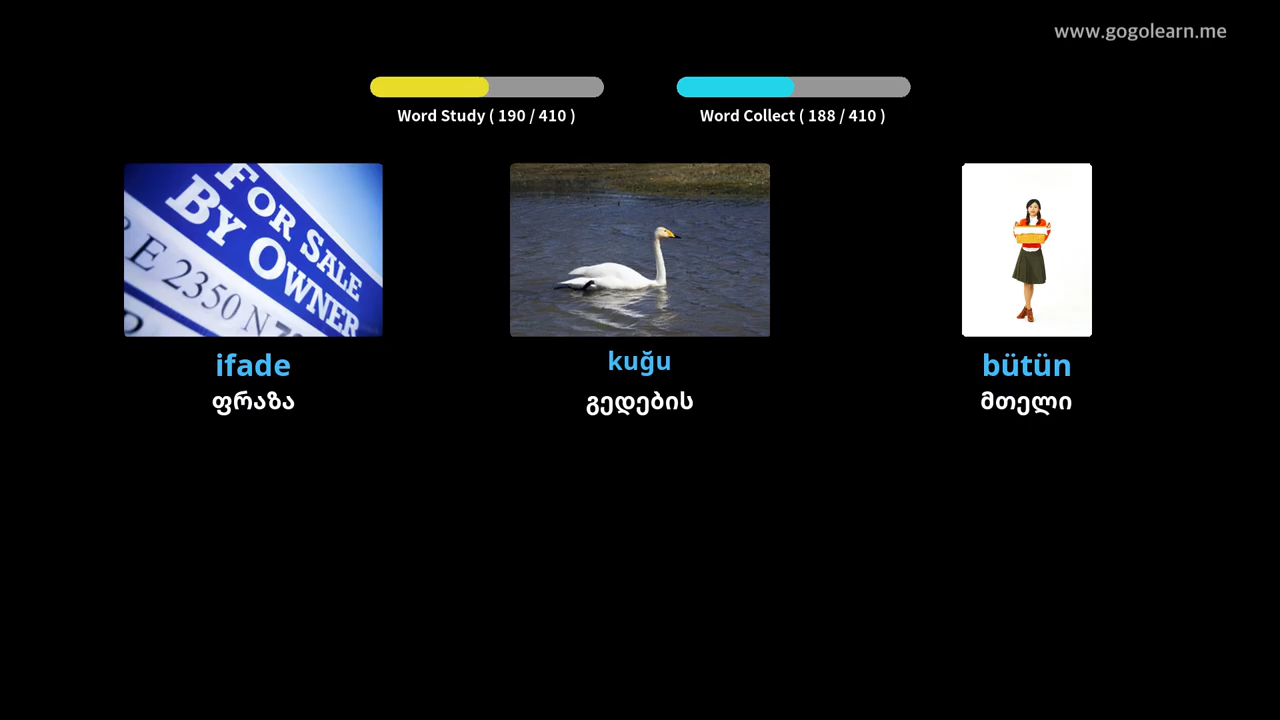 www.gogolearn.me
Word Study ( 190 / 410 )
Word Collect ( 188 / 410 )
FOR SALE
BY OWNER
E 2350 N
ifade
kuğu
bütün
ფრაზა
გედების
მთელი